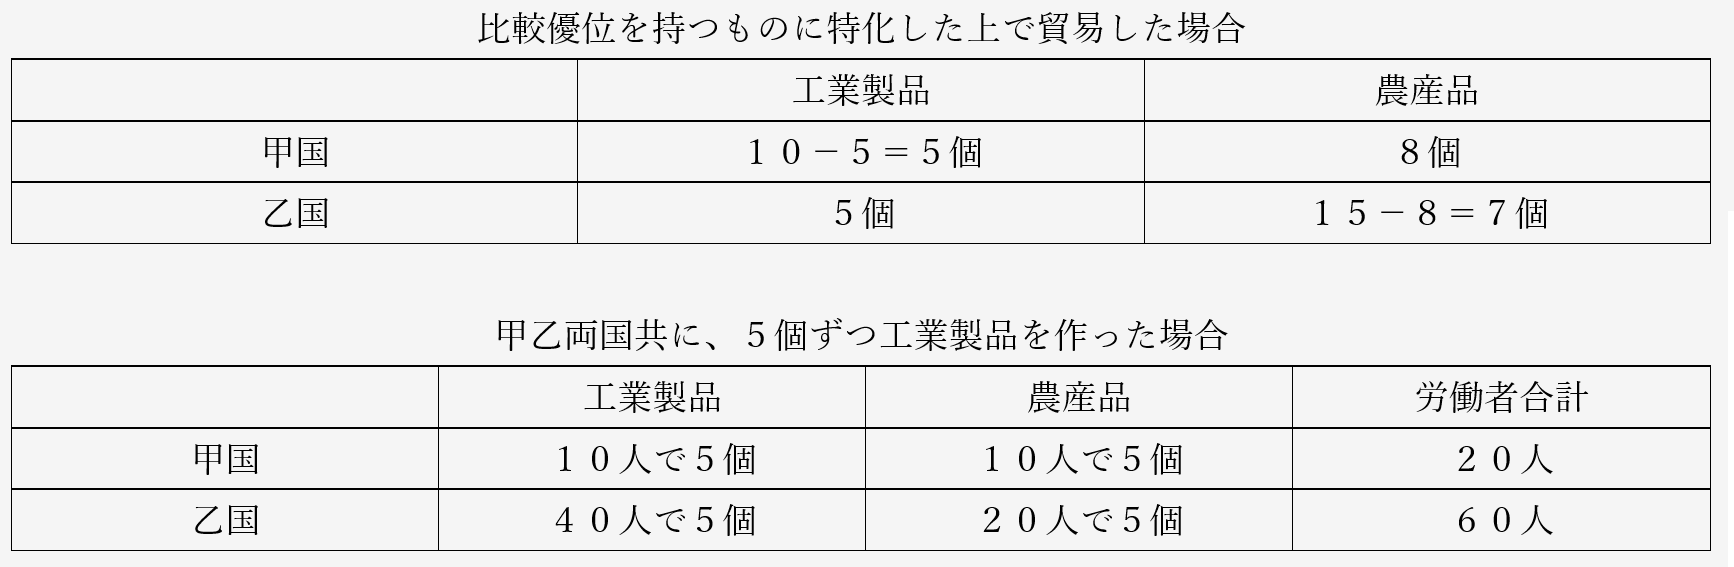 比較優位を持つものに特化した上で貿易した場合
工業製品 農産品
甲国 １０－５＝５個 ８個
乙国 ５個 １５－８＝７個
甲乙両国共に、５個ずつ工業製品を作った場合
工業製品 農産品 労働者合計
甲国 １０人で５個 １０人で５個 ２０人
乙国 ４０人で５個 ２０人で５個 ６０人